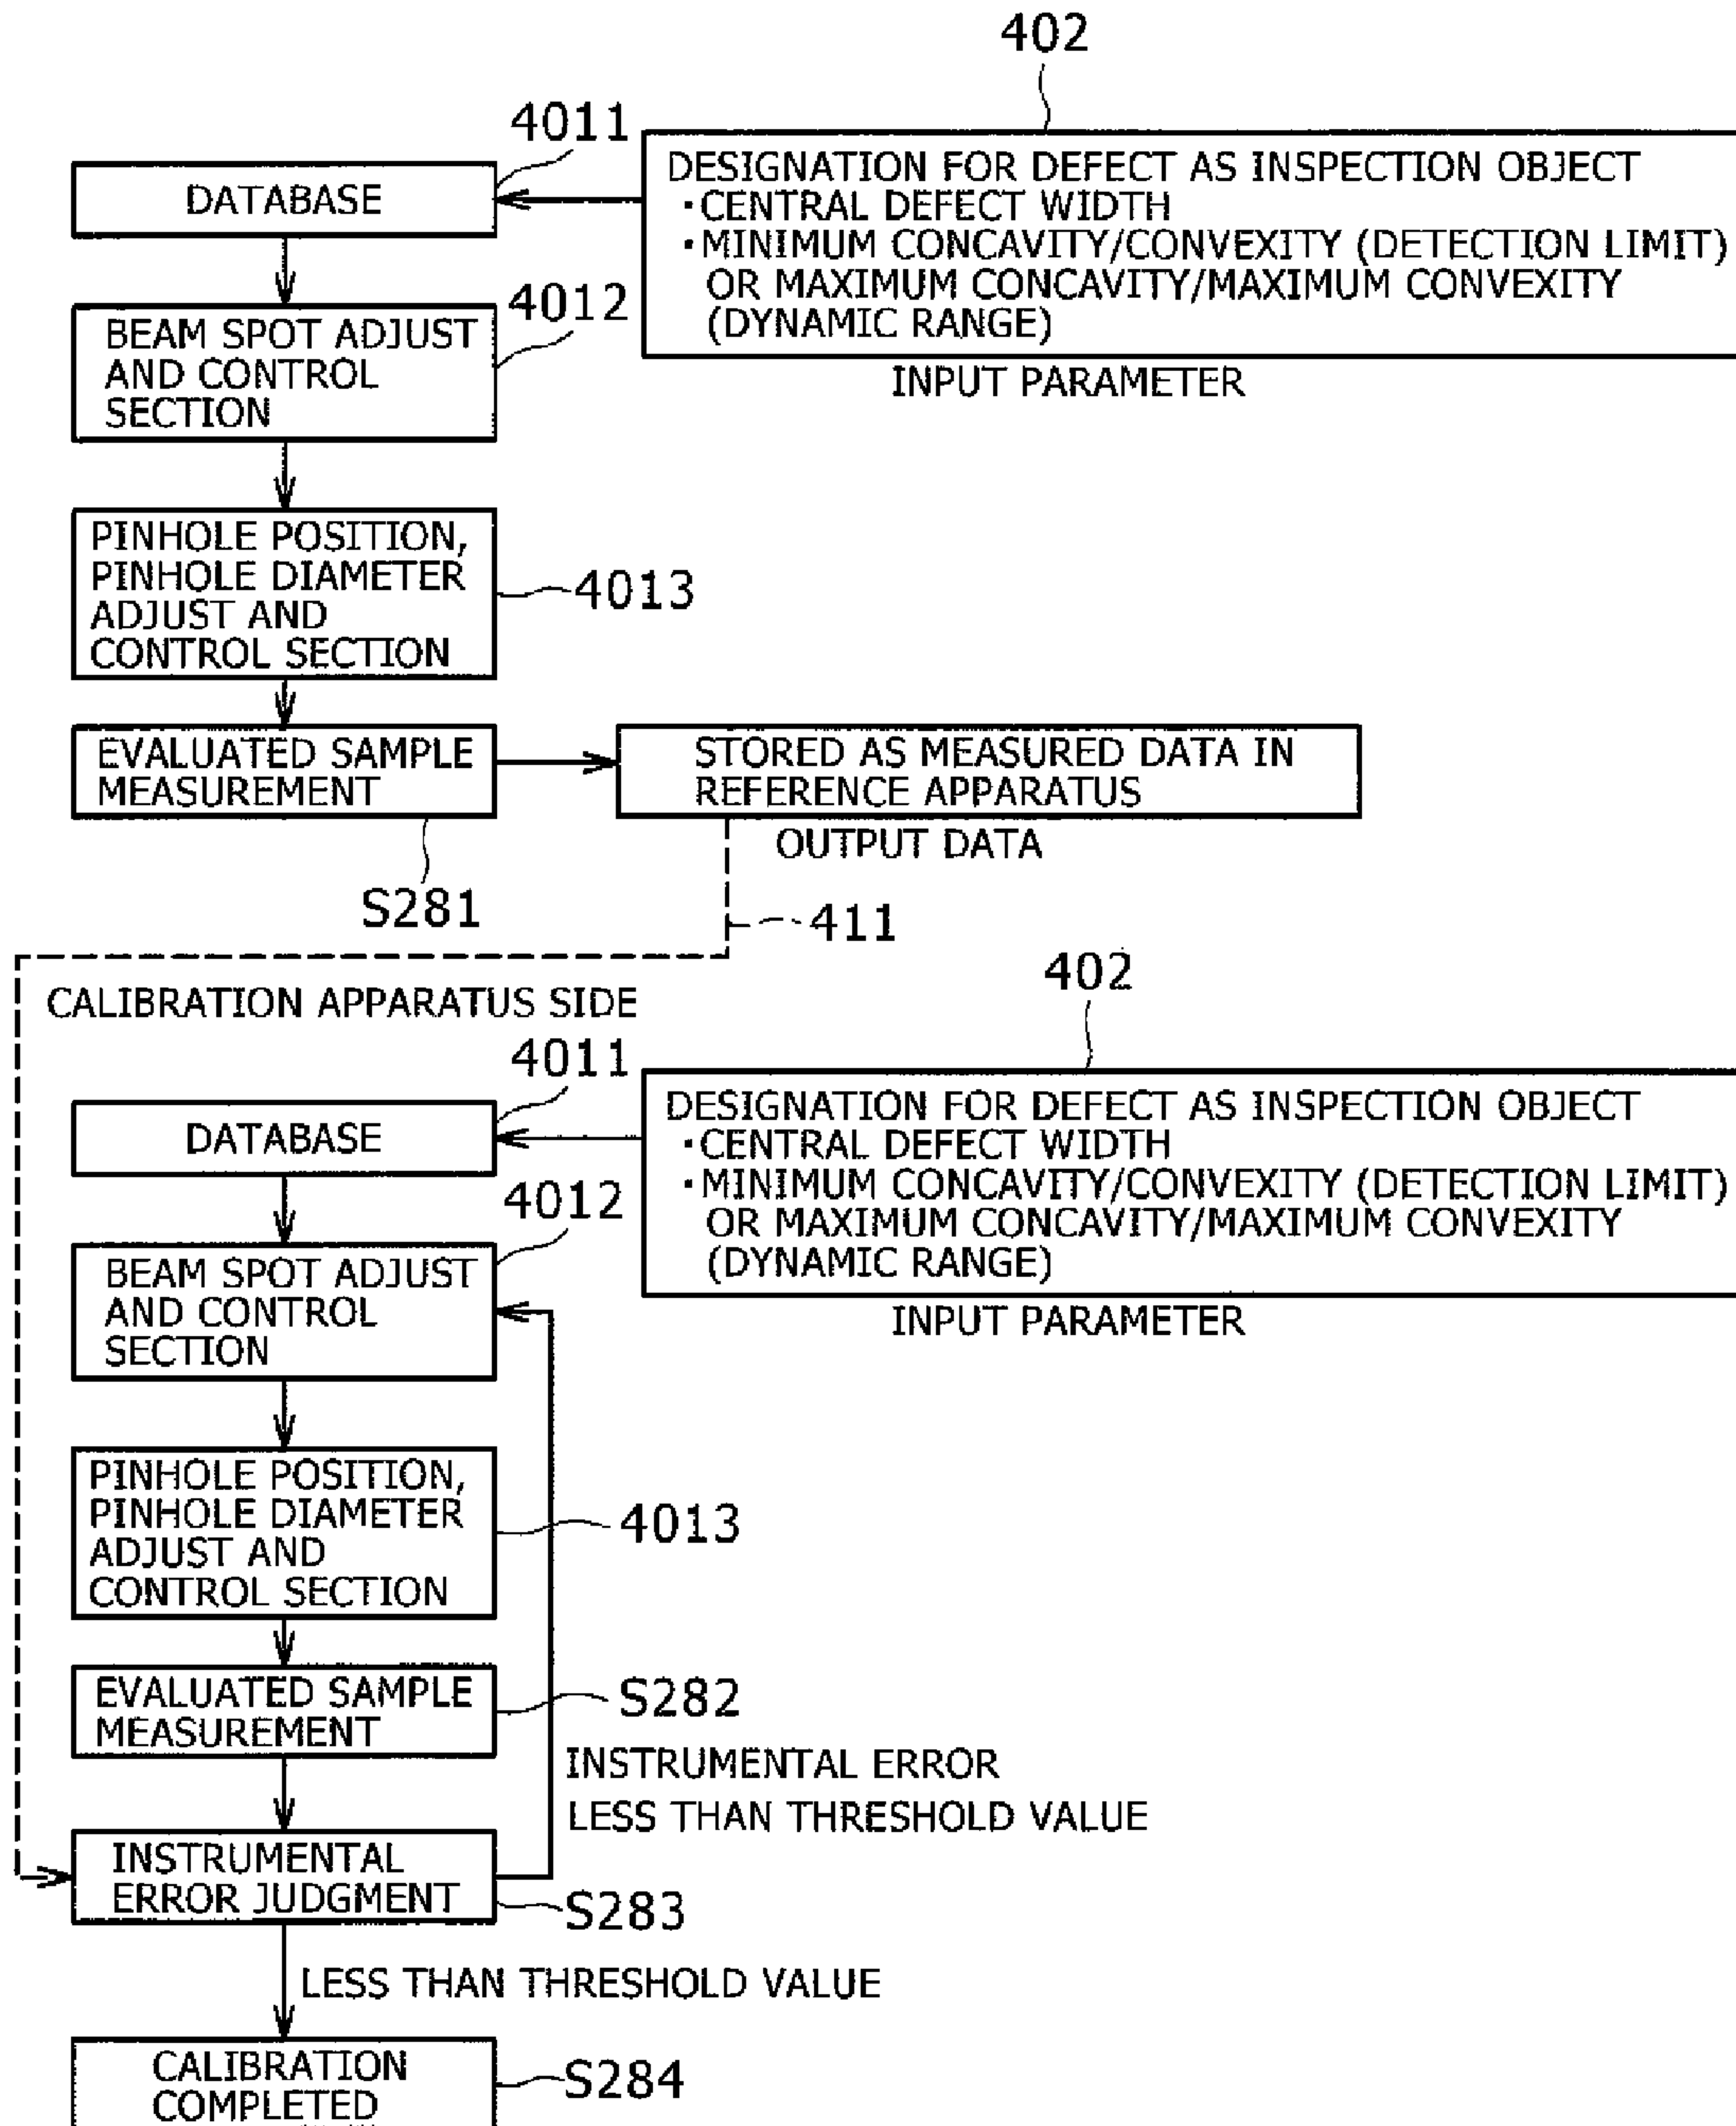 402
4011
DATABASE
DESIGNATION FOR DEFECT AS INSPECTION OBJECT
・CENTRAL DEFECT WIDTH
・MINIMUM CONCAVITY/CONVEXITY (DETECTION LIMIT)
OR MAXIMUM CONCAVITY/MAXIMUM CONVEXITY
(DYNAMIC RANGE)
INPUT PARAMETER
4012
BEAM SPOT ADJUST
AND CONTROL
SECTION
PINHOLE POSITION,
PINHOLE DIAMETER
ADJUST AND
CONTROL SECTION
4013
EVALUATED SAMPLE
MEASUREMENT
S281
STORED AS MEASURED DATA IN
REFERENCE APPARATUS
OUTPUT DATA
411
CALIBRATION APPARATUS SIDE
402
4011
DATABASE
DESIGNATION FOR DEFECT AS INSPECTION OBJECT
・CENTRAL DEFECT WIDTH
・MINIMUM CONCAVITY/CONVEXITY (DETECTION LIMIT)
OR MAXIMUM CONCAVITY/MAXIMUM CONVEXITY
(DYNAMIC RANGE)
INPUT PARAMETER
4012
BEAM SPOT ADJUST
AND CONTROL
SECTION
PINHOLE POSITION,
PINHOLE DIAMETER
ADJUST AND
CONTROL SECTION
4013
EVALUATED SAMPLE
MEASUREMENT
S282
INSTRUMENTAL ERROR
LESS THAN THRESHOLD VALUE
INSTRUMENTAL
ERROR JUDGMENT
S283
LESS THAN THRESHOLD VALUE
CALIBRATION
COMPLETED
S284